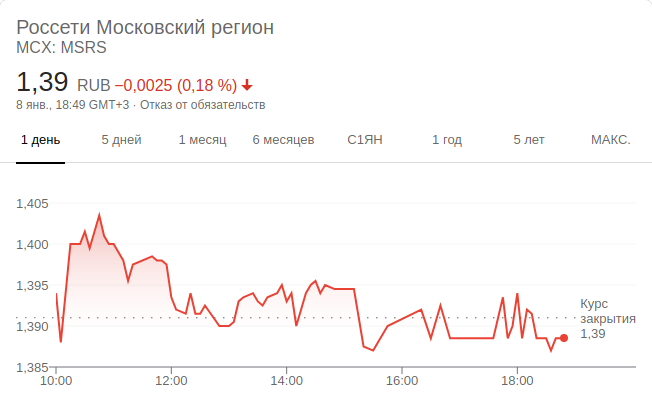 Россети Московский регион
MCX: MSRS
1,39 RUB −0,0025 (0,18 %)
8 янв., 18:49 GMT+3 · Отказ от обязательств
1 день 5 дней 1 месяц 6 месяцев С1ЯН 1 год 5 лет МАКС.
1,405
1,400
1,395
1,390
1,385
Курс
закрытия
1,39
10:00 12:00 14:00 16:00 18:00